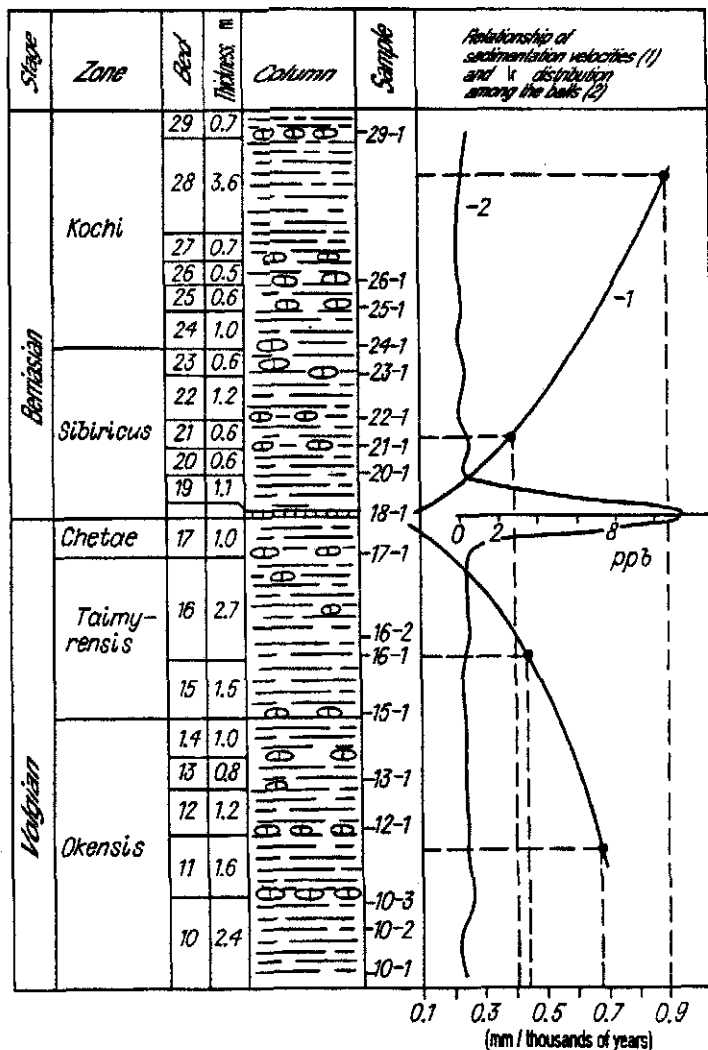 Stage Zone Bed Thickness, m Column Sample
Relationship of
sedimentation velocities (1)
and Ir distribution
among the balls (2)
Berriasian
Kochi
29 0.7 29-1
28 3.6
27 0.7
26 0.5 26-1
25 0.6 25-1
24 1.0 24-1
Sibiricus
23 0.6 23-1
22 1.2 22-1
21 0.6 21-1
20 0.6 20-1
19 1.1
18-1
-2
-1
0 2 8
ppb
Volgian
Chetae 17 1.0 17-1
Taimy-
rensis
16 2.7 16-2
16-1
15 1.5 15-1
Okensis
1.4 1.0
13 0.8 13-1
12 1.2 12-1
11 1.6
10-3
10 2.4 10-2
10-1
0.1 0.3 0.5 0.7 0.9
(mm / thousands of years)